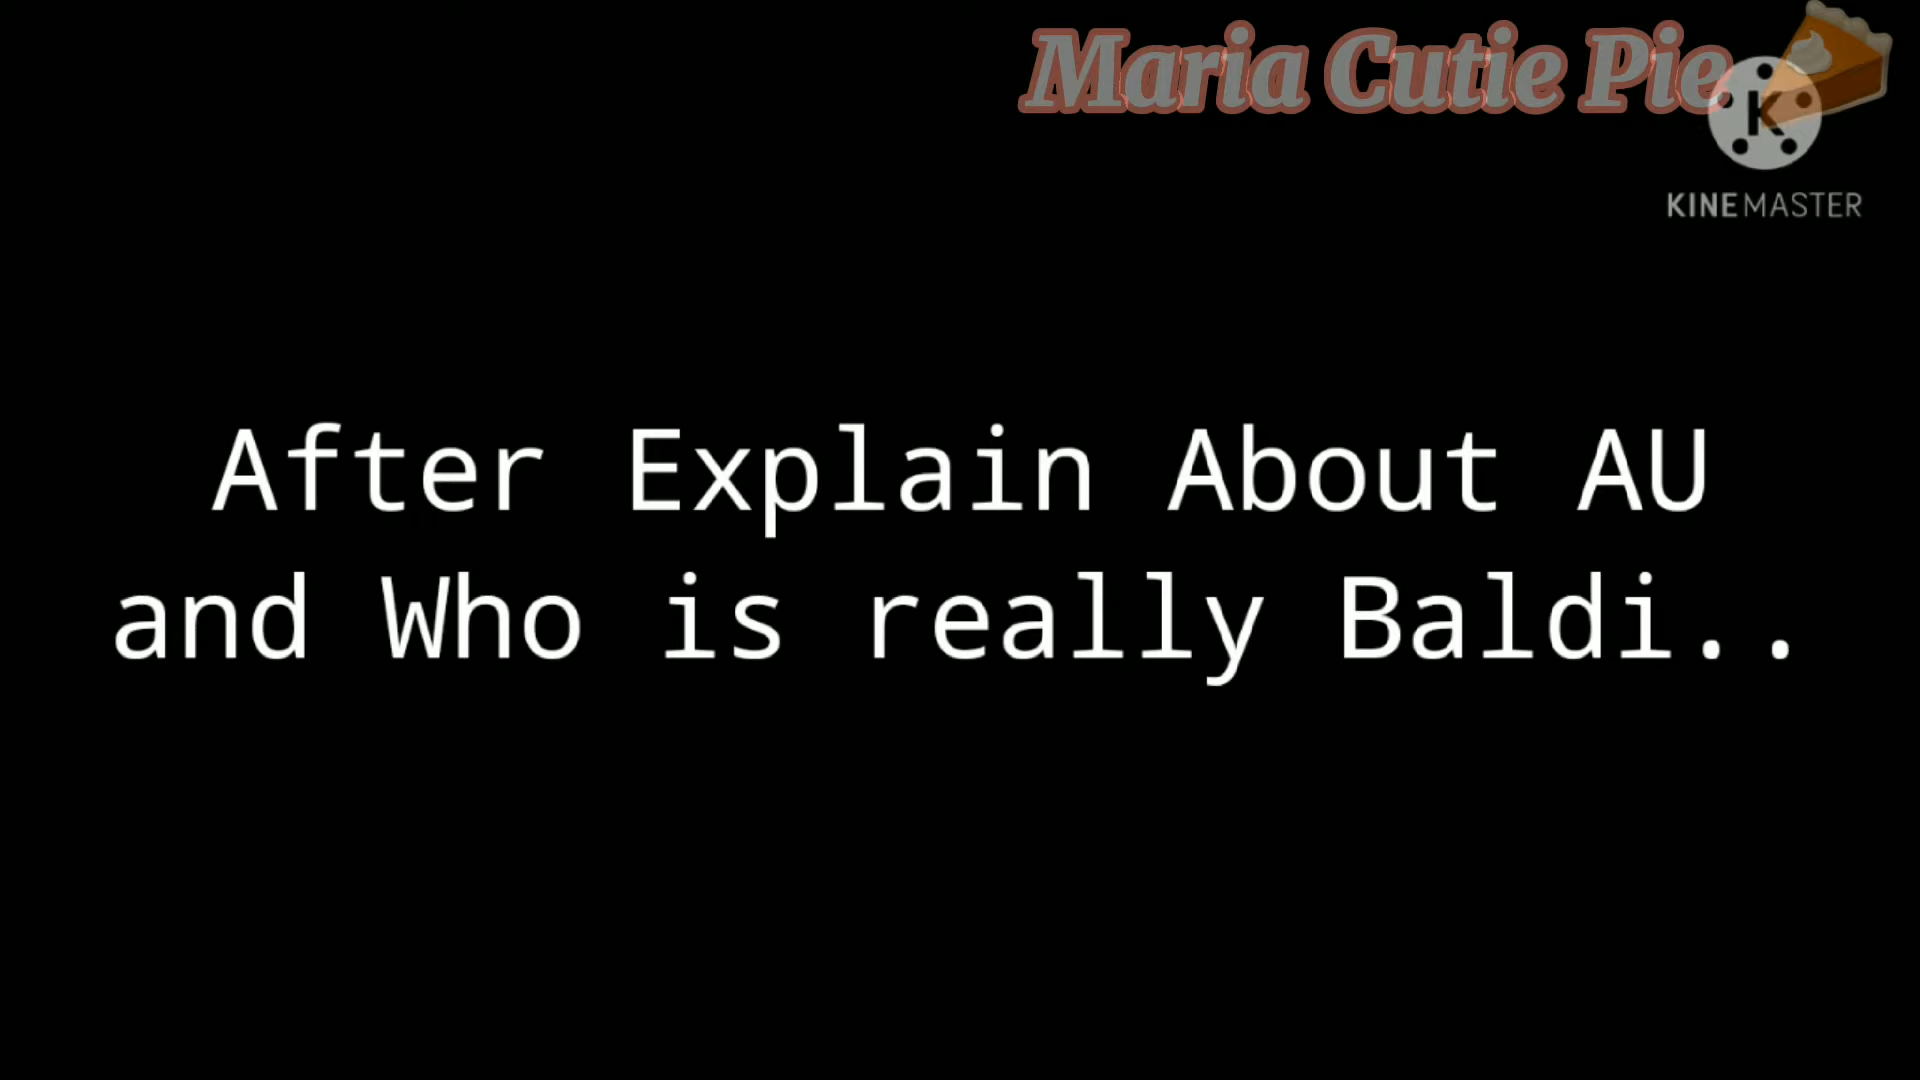 Maria Cutie Pie
K
KINEMASTER
After Explain About AU
and Who is really Baldi..